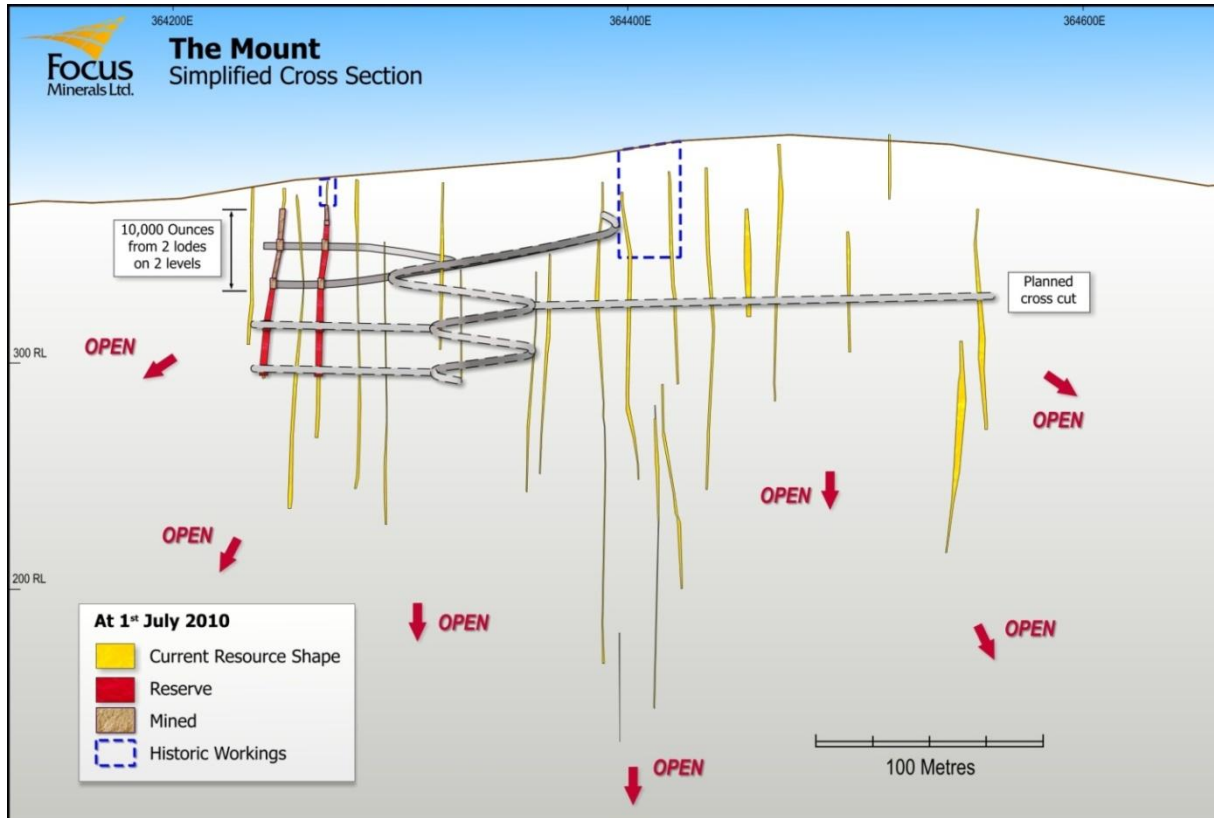 364200E
364400E
364600E
Focus
Minerals Ltd.
The Mount
Simplified Cross Section
10,000 Ounces
from 2 lodes
on 2 levels
Planned
cross cut
OPEN
300 RL
OPEN
OPEN
OPEN
200 RL
OPEN
OPEN
At 1st July 2010
Current Resource Shape
Reserve
Mined
Historic Workings
100 Metres
OPEN